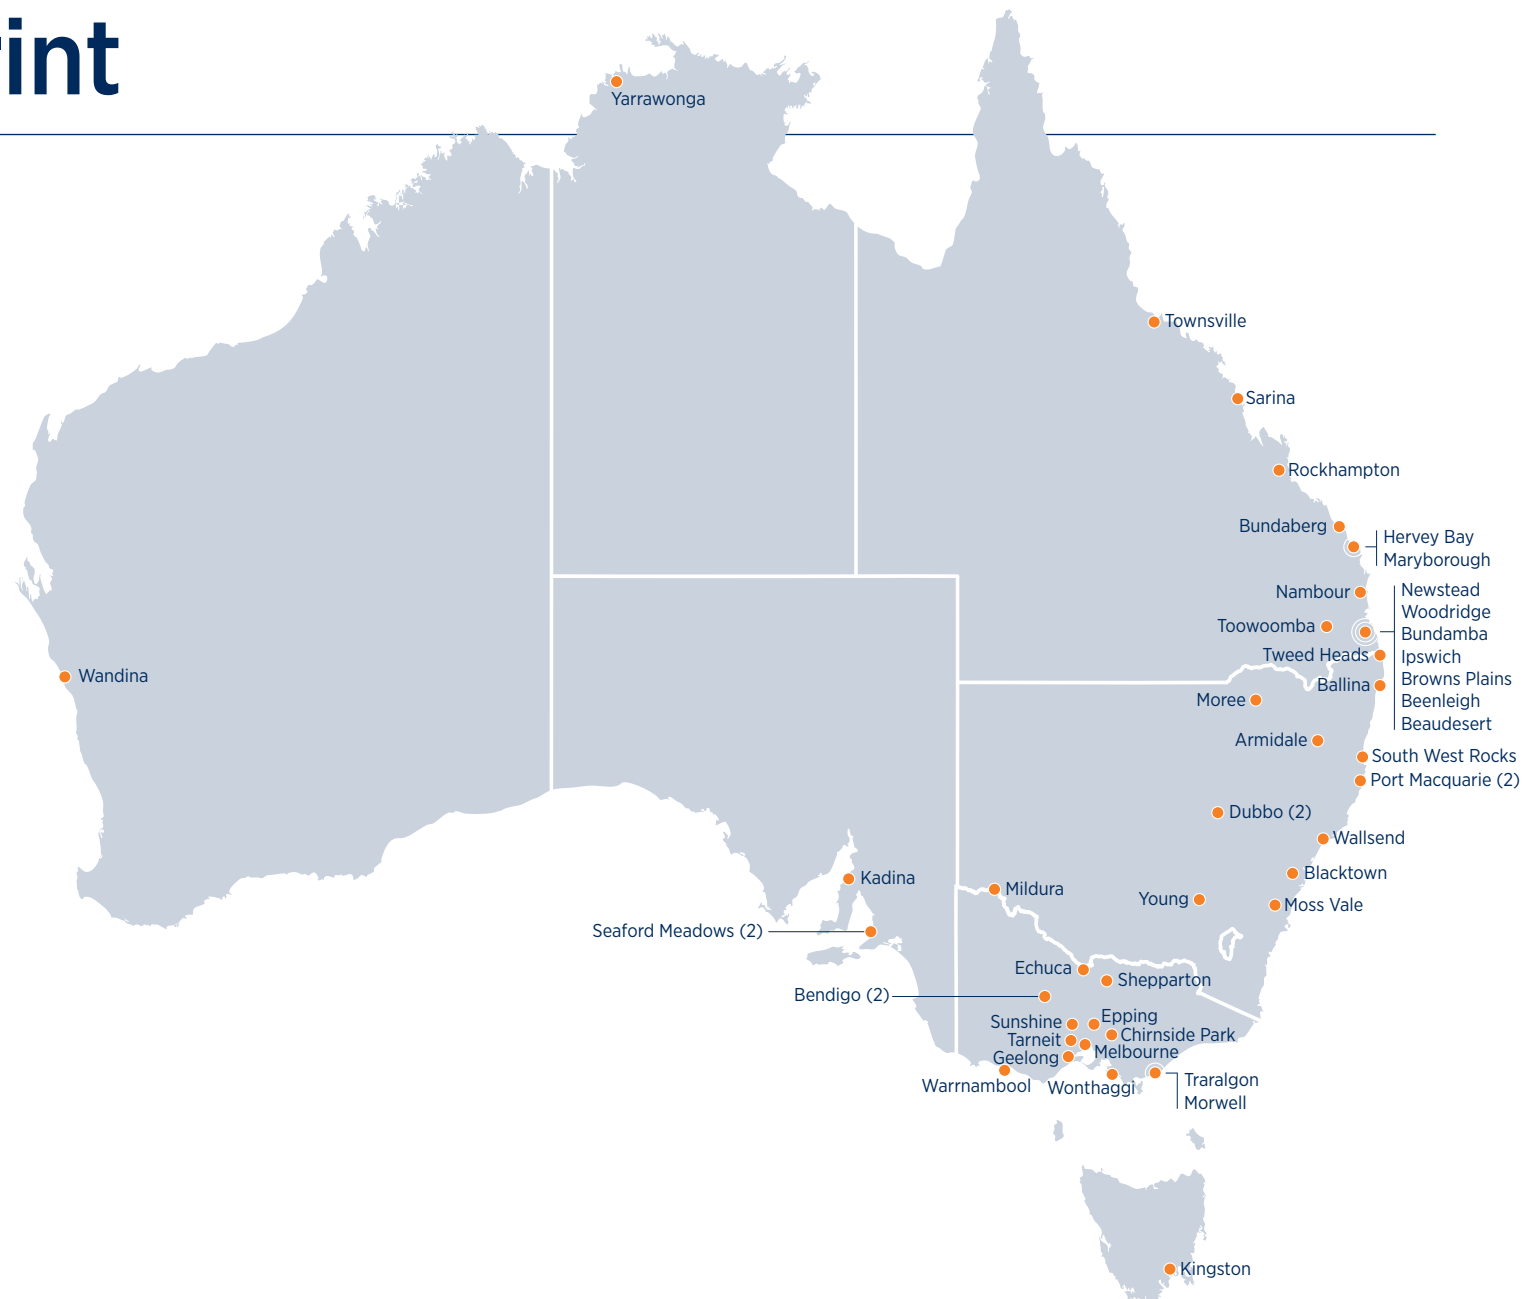 rint
Yarrawonga
Townsville
Sarina
Rockhampton
Bundaberg
Hervey Bay
Maryborough
Nambour
Newstead
Woodridge
Toowoomba
Bundamba
Tweed Heads
Ipswich
Wandina
Browns Plains
Ballina
Moree
Beenleigh
Beaudesert
Armidale
South West Rocks
Port Macquarie (2)
Dubbo (2)
Wallsend
Blacktown
Kadina
Mildura
Young
Moss Vale
Seaford Meadows (2)
Echuca
Shepparton
Bendigo (2)
Epping
Sunshine
Chirnside Park
Tarneit
Melbourne
Geelong
Warrnambool
Wonthaggi
Traralgon
Morwell
Kingston